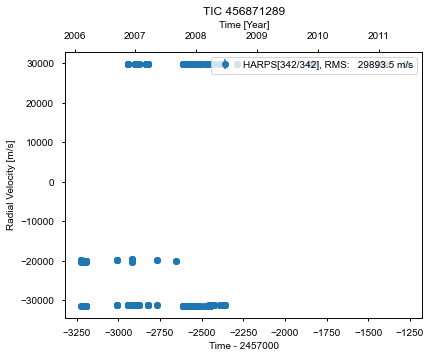 TIC 456871289
Time [Year]
2006 2007 2008 2009 2010 2011
HARPS[342/342], RMS: 29893.5 m/s
Radial Velocity [m/s]
30000
20000
10000
0
−10000
−20000
−30000
−3250 −3000 −2750 −2500 −2250 −2000 −1750 −1500 −1250
Time - 2457000